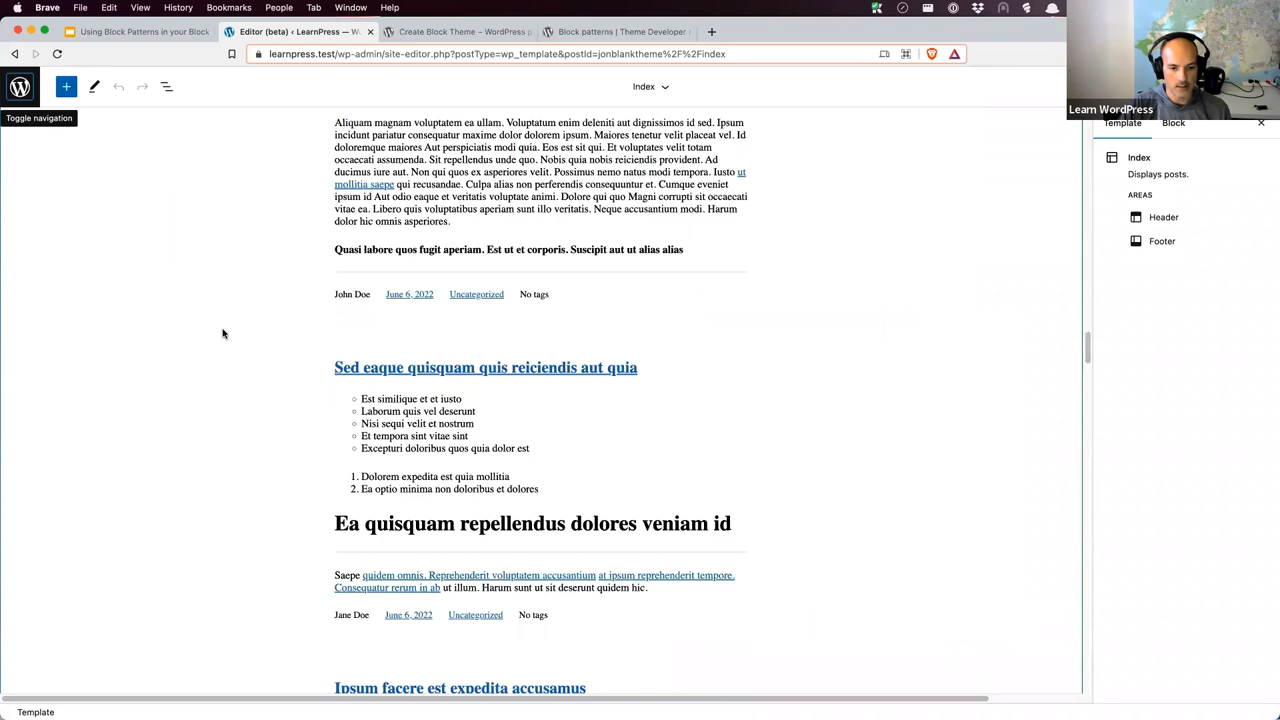 Brave File Edit View History Bookmarks People Tab Window Help
Using Block Patterns in your Block
Editor (beta) ‹ LearnPress — W
Create Block Theme – WordPress p
Block patterns | Theme Developer
learnpress.test/wp-admin/site-editor.php?postType=wp_template&postId=jonblanktheme%2F%2Findex
Index
Learn WordPress
Toggle navigation
Template Block
Index
Displays posts.
AREAS
Header
Footer
Aliquam magnam voluptatem ea ullam. Voluptatum enim deleniti aut dignissimos id sed. Ipsum
incidunt pariatur consequatur maxime dolor dolorem ipsum. Maiores tenetur velit placeat vel. Id
doloremque maiores Aut perspiciatis modi quia. Eos est sit qui. Et voluptates velit totam
occaecati assumenda. Sit repellendus unde quo. Nobis quia nobis reiciendis provident. Ad
ducimus iure aut. Non qui quos ex asperiores velit. Possimus nemo natus modi tempora. Iusto ut
mollitia saepe qui recusandae. Culpa alias non perferendis consequuntur et. Cumque eveniet
ipsum id Aut odio eaque et veritatis voluptate animi. Dolore qui quo Magni corrupti sit occaecati
vitae ea. Libero quis voluptatibus aperiam sunt illo veritatis. Neque accusantium modi. Harum
dolor hic omnis asperiores.
Quasi labore quos fugit aperiam. Est ut et corporis. Suscipit aut ut alias alias
John Doe June 6, 2022 Uncategorized No tags
Sed eaque quisquam quis reiciendis aut quia
Est similique et et iusto
Laborum quis vel deserunt
Nisi sequi velit et nostrum
Et tempora sint vitae sint
Excepturi doloribus quos quia dolor est
1. Dolorem expedita est quia mollitia
2. Ea optio minima non doloribus et dolores
Ea quisquam repellendus dolores veniam id
Saepe quidem omnis. Reprehenderit voluptatem accusantium at ipsum reprehenderit tempore.
Consequatur rerum in ab ut illum. Harum sunt ut sit deserunt quidem hic.
Jane Doe June 6, 2022 Uncategorized No tags
Ipsum facere est expedita accusamus
Template